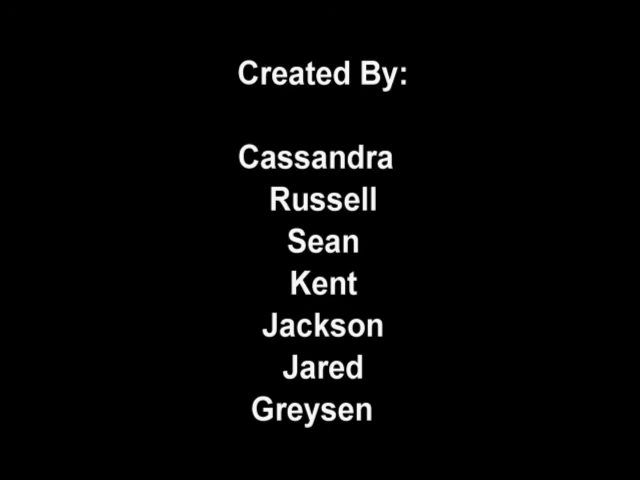 Created By:
Cassandra
Russell
Sean
Kent
Jackson
Jared
Greysen